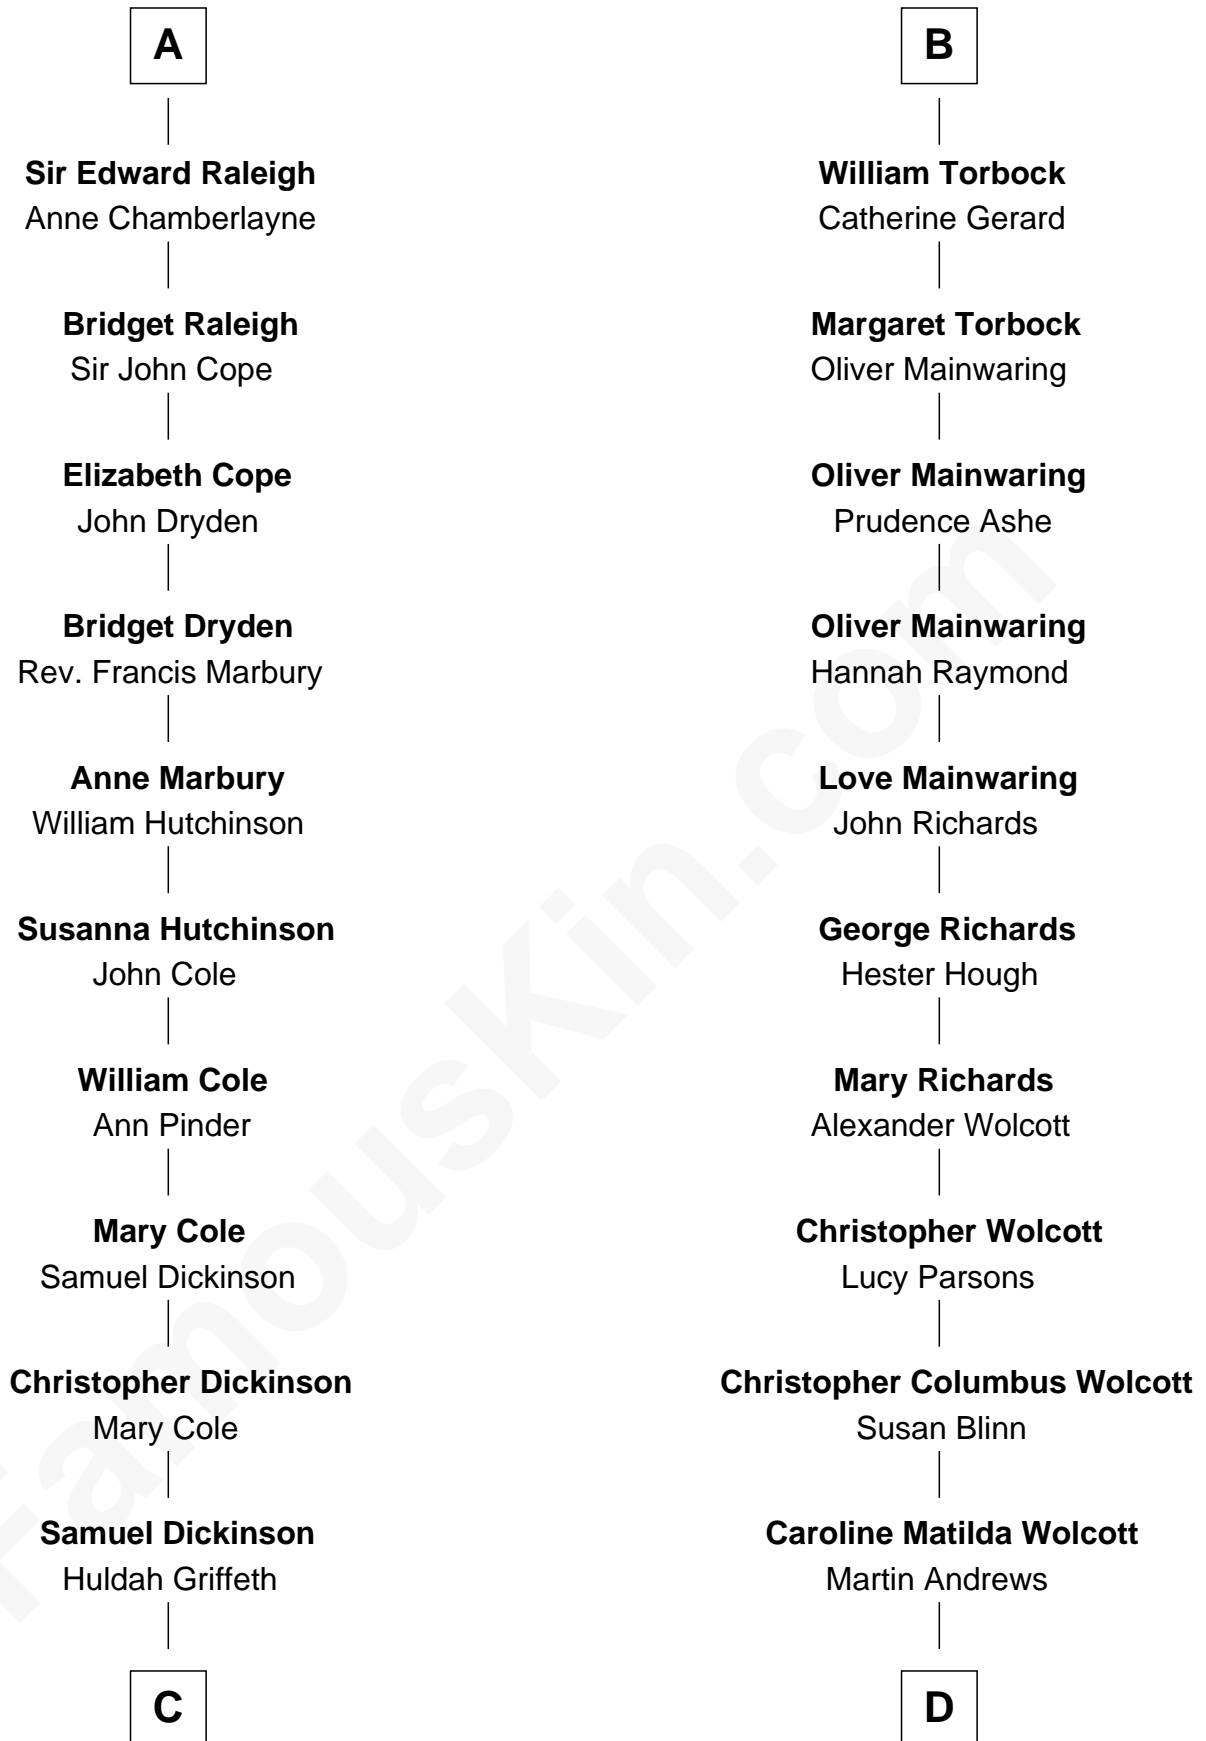 A
Sir Edward Raleigh
Anne Chamberlayne
Bridget Raleigh
Sir John Cope
Elizabeth Cope
John Dryden
Bridget Dryden
Rev. Francis Marbury
Anne Marbury
William Hutchinson
Susanna Hutchinson
John Cole
William Cole
Ann Pinder
Mary Cole
Samuel Dickinson
Christopher Dickinson
Mary Cole
Samuel Dickinson
Huldah Griffeth
C
B
William Torbock
Catherine Gerard
Margaret Torbock
Oliver Mainwaring
Oliver Mainwaring
Prudence Ashe
Oliver Mainwaring
Hannah Raymond
Love Mainwaring
John Richards
George Richards
Hester Hough
Mary Richards
Alexander Wolcott
Christopher Wolcott
Lucy Parsons
Christopher Columbus Wolcott
Susan Blinn
Caroline Matilda Wolcott
Martin Andrews
D
FamousKin.com